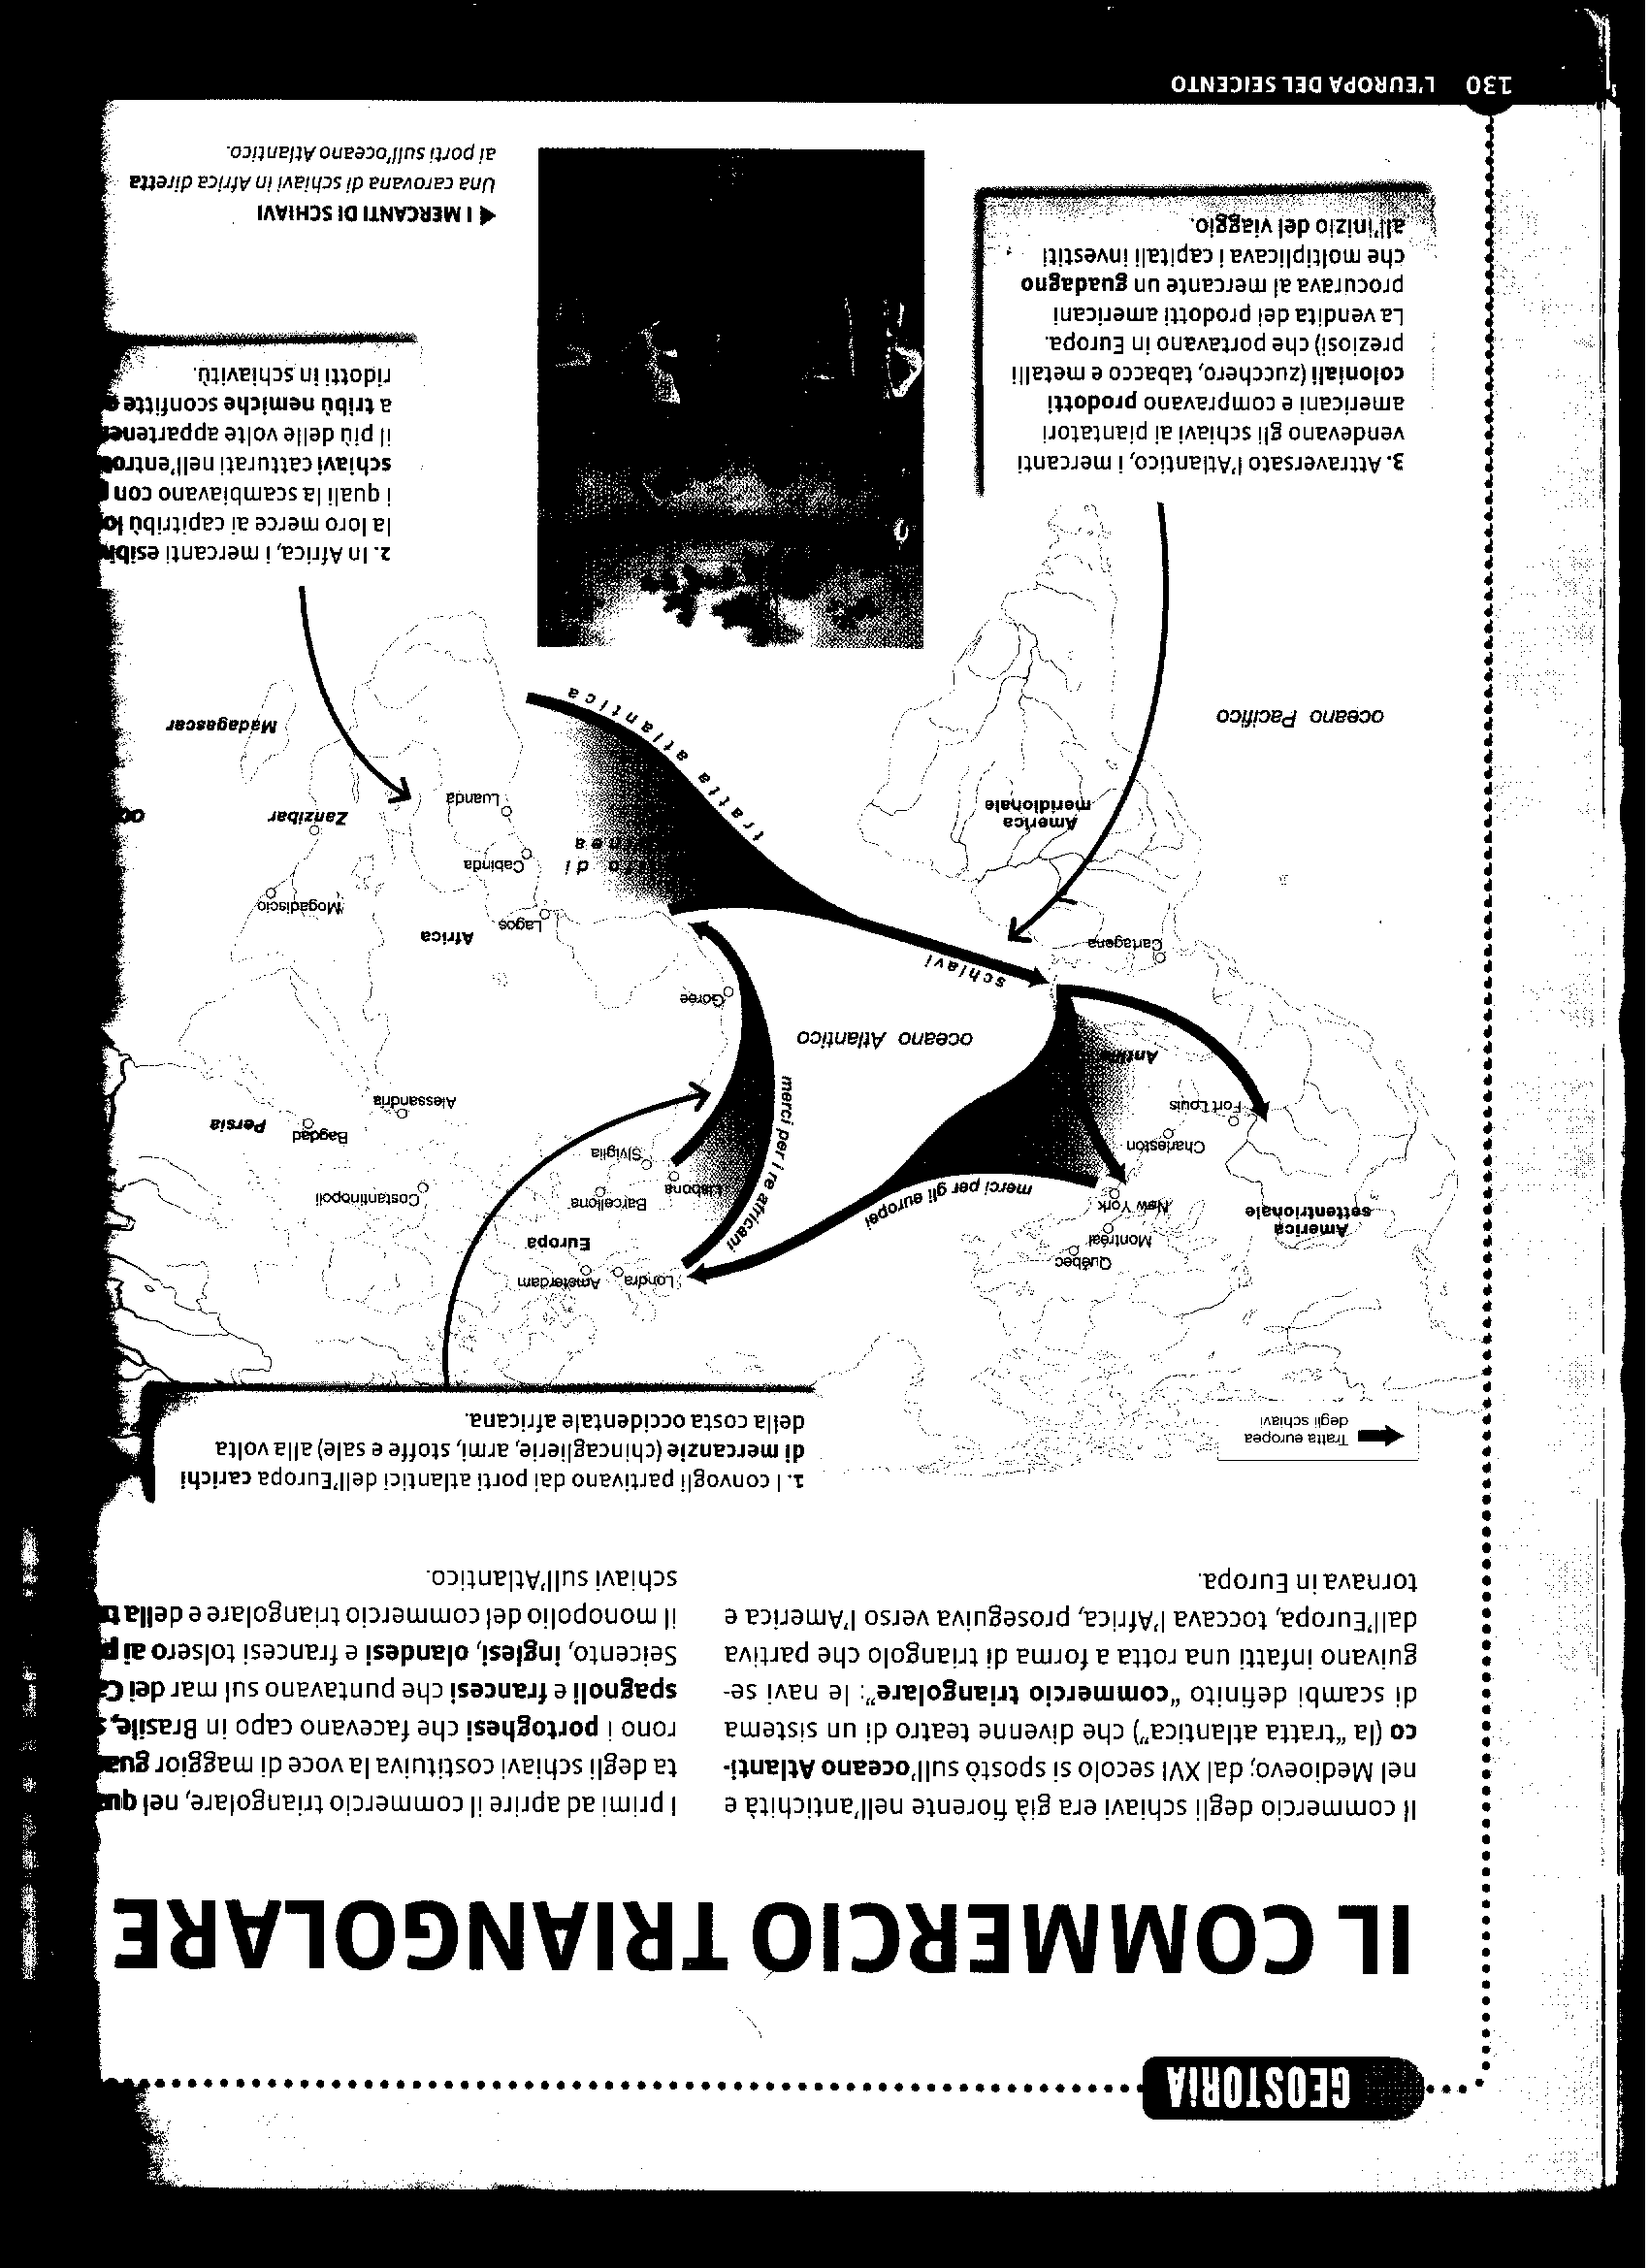 GEOSTORIA
IL COMMERCIO TRIANGOLARE
Il commercio degli schiavi era già fiorente nell'antichità e
nel Medioevo; dal XVI secolo si spostò sull'oceano Atlanti-
co (la "tratta atlantica") che divenne teatro di un sistema
di scambi definito "commercio triangolare": le navi se-
guivano infatti una rotta a forma di triangolo che partiva
dall'Europa, toccava l'Africa, proseguiva verso l'America e
tornava in Europa.
I primi ad aprire il commercio triangolare, nel
ta degli schiavi costituiva la voce di maggior
rono i portoghesi che facevano capo in Brasile,
spagnoli e francesi che puntavano sul mar dei
Seicento, inglesi, olandesi e francesi tolsero ai
il monopolio del commercio triangolare e della
schiavi sull'Atlantico.
1. I convogli partivano dai porti atlantici dell'Europa carichi
di mercanzie (chincaglierie, armi, stoffe e sale) alla volta
della costa occidentale africana.
Tratta europea
degli schiavi
Québec
Montréal
New York
America
settentrionale
Charleston
Fort Louis
Antille
Cartagena
America
meridionale
oceano Pacifico
oceano Atlantico
merci per gli europei
merci per i re africani
schiavi
tratta atlantica
Londra
Amsterdam
Europa
Barcellona
Lisbona
Siviglia
Costantinopoli
Bagdad
Persia
Alessandria
Gorée
Africa
Lagos
Mogadiscio
di
Cabinda
Zanzibar
Luanda
Madagascar
2. In Africa, i mercanti
la loro merce ai capitribù
i quali la scambiavano con
schiavi catturati
il più delle volte
a tribù nemiche sconfitte
ridotti in schiavitù.
3. Attraversato l'Atlantico, i mercanti
vendevano gli schiavi ai piantatori
americani e compravano prodotti
coloniali (zucchero, tabacco e metalli
preziosi) che portavano in Europa.
La vendita dei prodotti americani
procurava al mercante un guadagno
che moltiplicava i capitali investiti
all'inizio del viaggio.
◀ I MERCANTI DI SCHIAVI
Una carovana di schiavi in Africa diretta
ai porti sull'oceano Atlantico.
130 L'EUROPA DEL SEICENTO